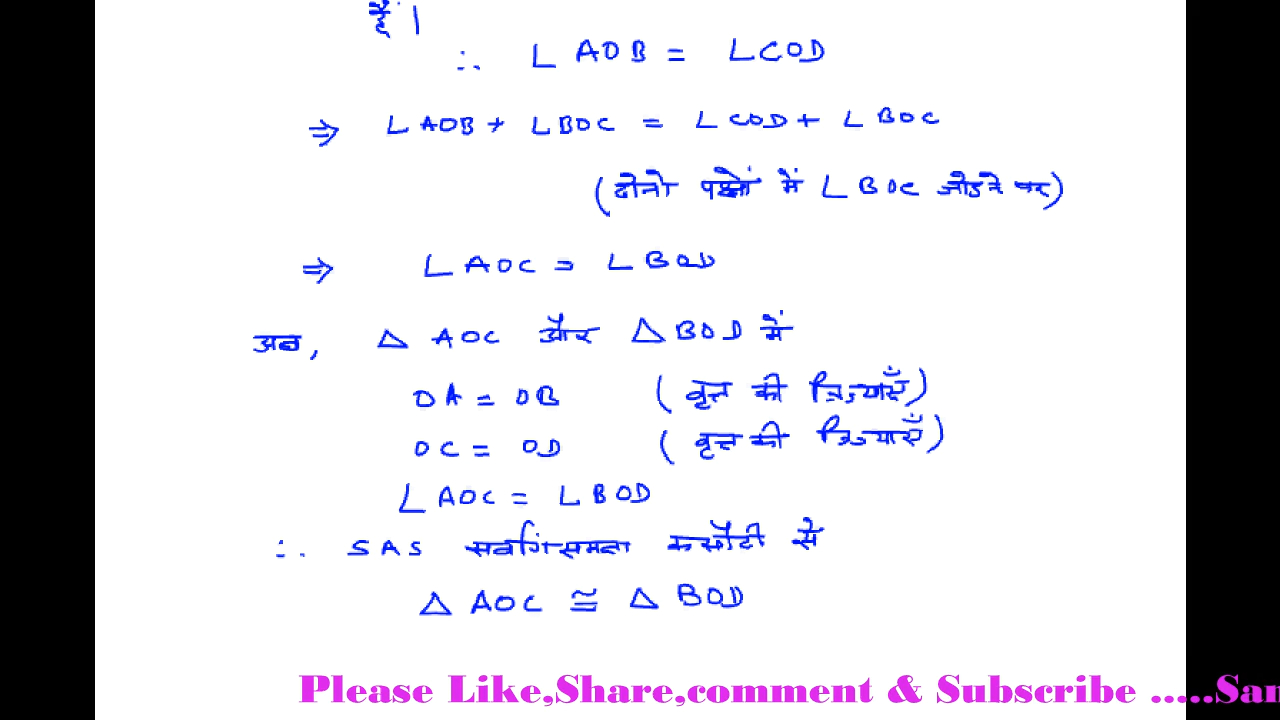 हैं।
∴ ∠AOB = ∠COD
⇒ ∠AOB + ∠BOC = ∠COD + ∠BOC
(दोनो पक्षों में ∠BOC जोडने पर)
⇒ ∠AOC = ∠BOD
अब, △AOC और △BOD में
OA = OB (वृत्त की त्रिज्याएँ)
OC = OD (वृत्त की त्रिज्याएँ)
∠AOC = ∠BOD
∴ SAS सर्वांगसमता कसौटी से
△AOC ≅ △BOD
Please Like,Share,comment & Subscribe .....San